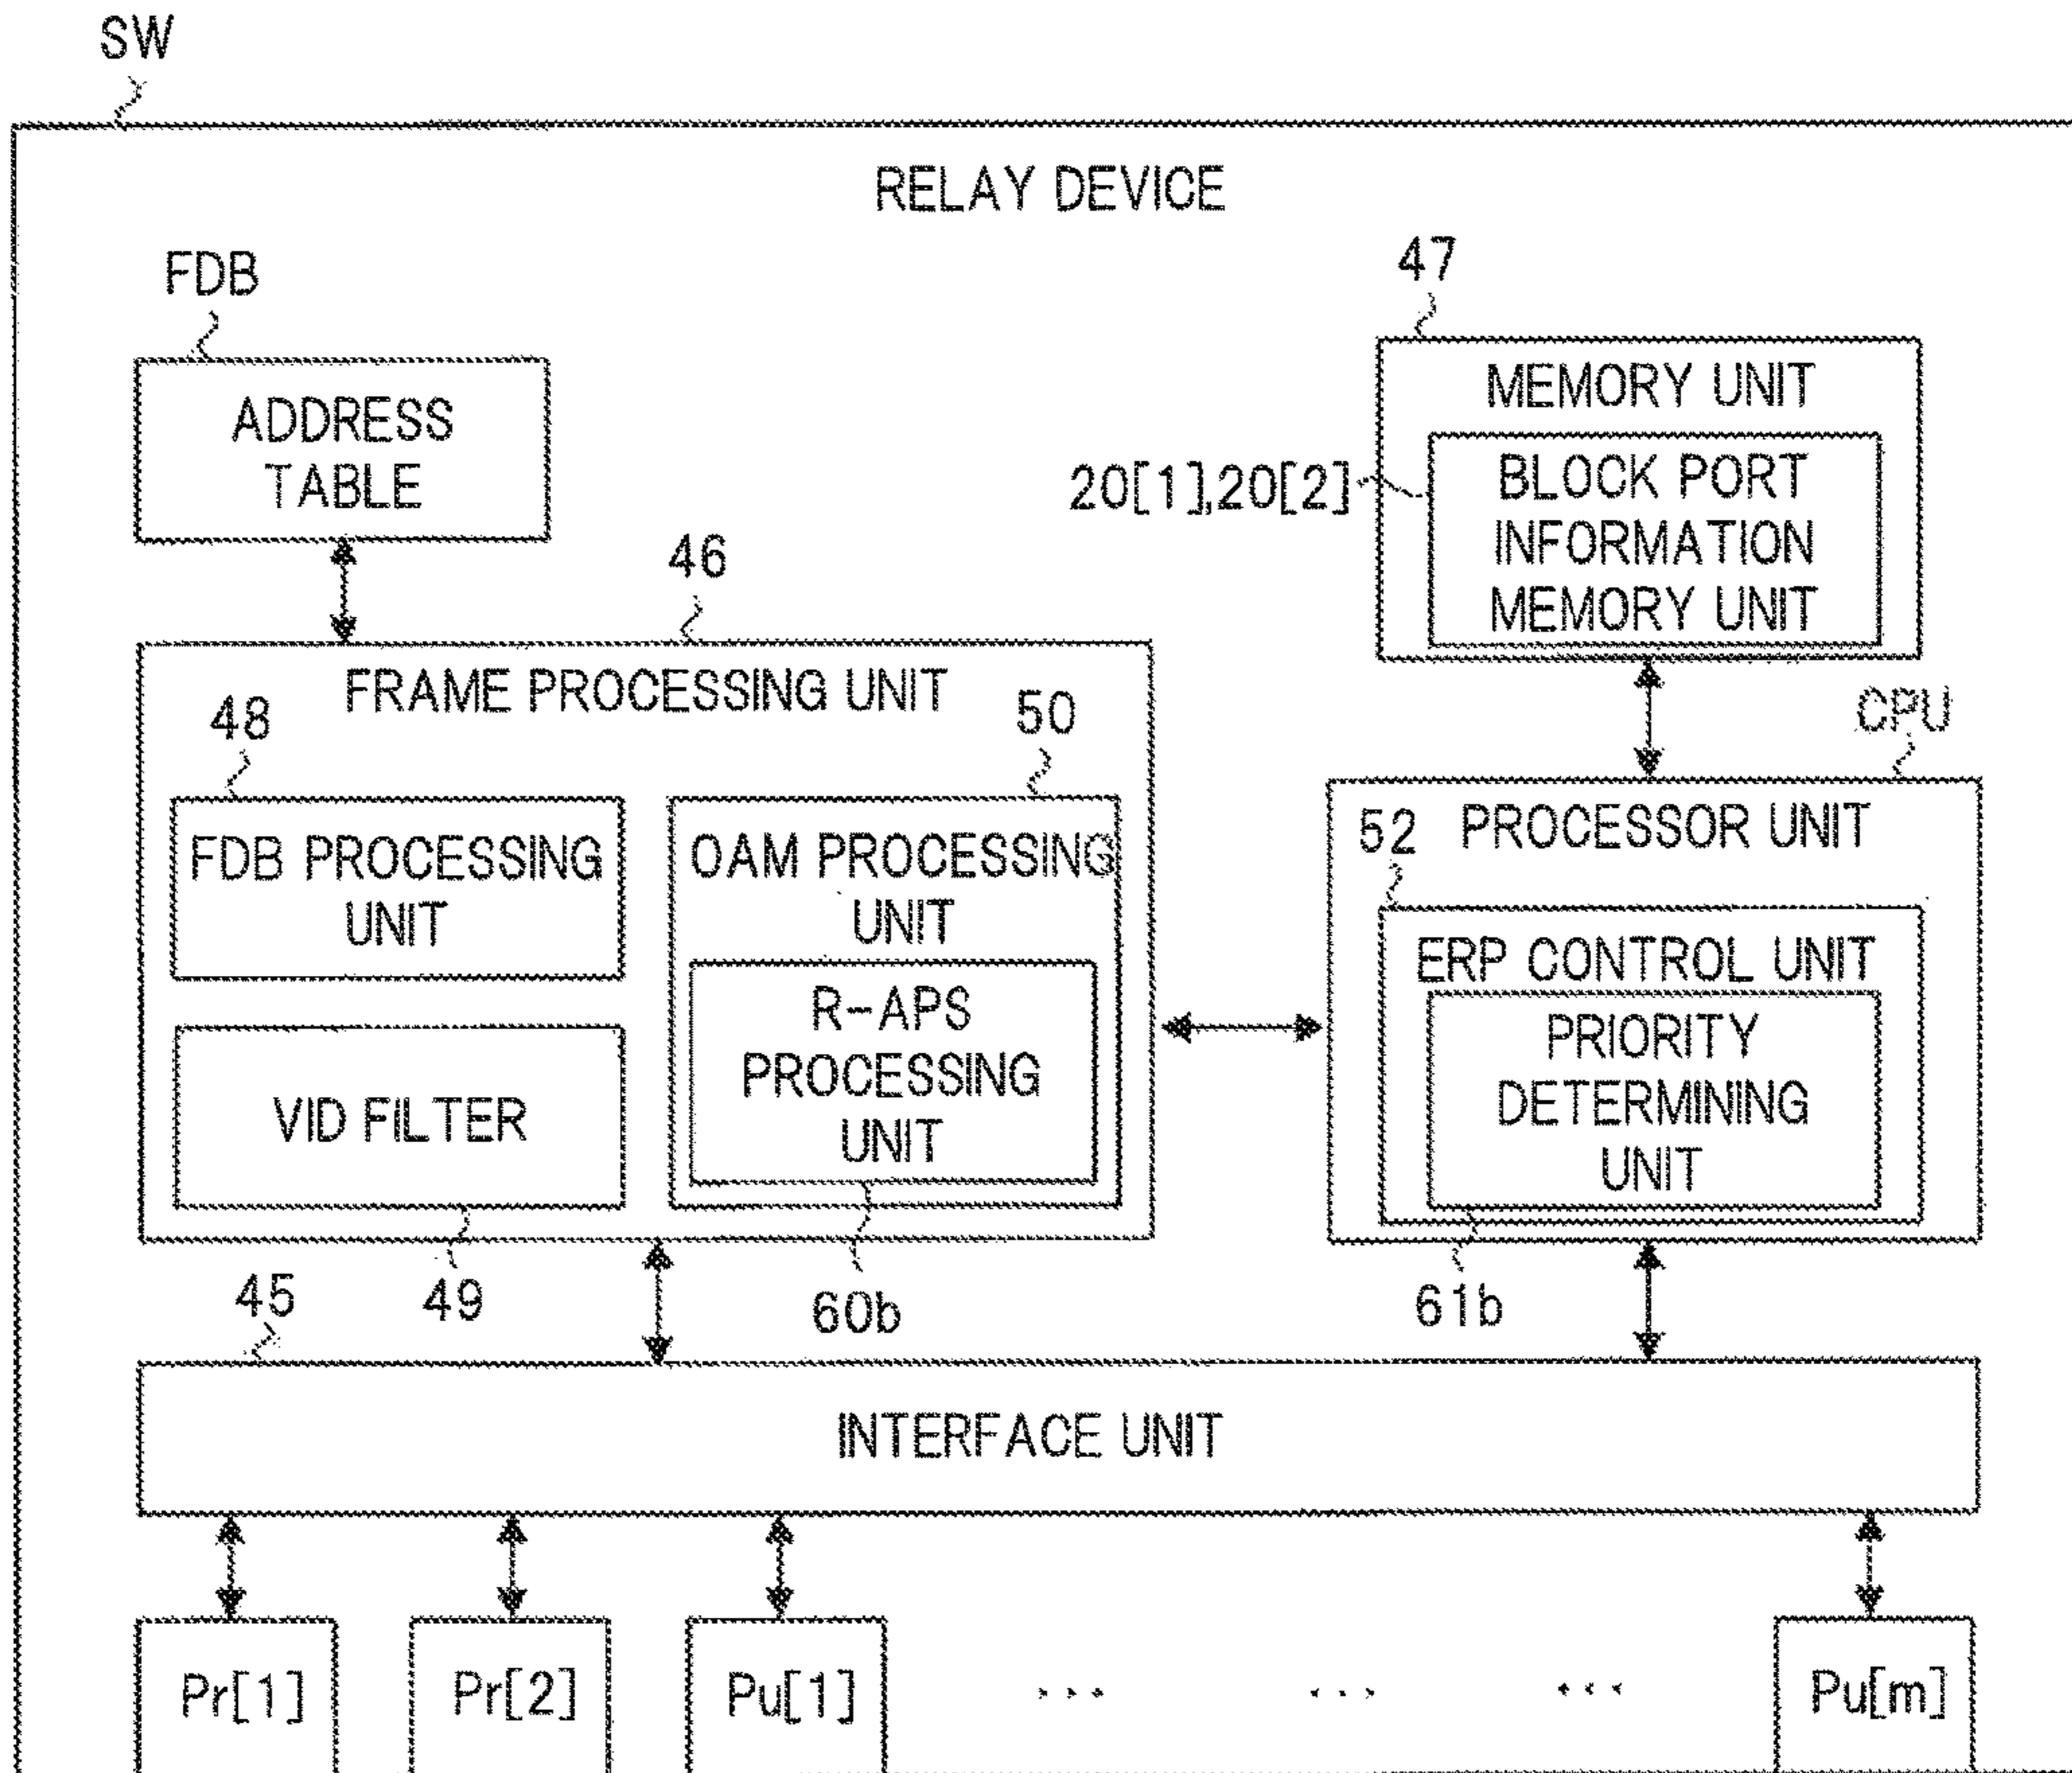 SW
RELAY DEVICE
FDB
ADDRESS
TABLE
47
MEMORY UNIT
20[1],20[2]
BLOCK PORT
INFORMATION
MEMORY UNIT
46
FRAME PROCESSING UNIT
48
FDB PROCESSING
UNIT
50
OAM PROCESSING
UNIT
R-APS
PROCESSING
UNIT
VID FILTER
49
60b
CPU
52
PROCESSOR UNIT
ERP CONTROL UNIT
PRIORITY
DETERMINING
UNIT
61b
45
INTERFACE UNIT
Pr[1]
Pr[2]
Pu[1]
... ... ...
Pu[m]